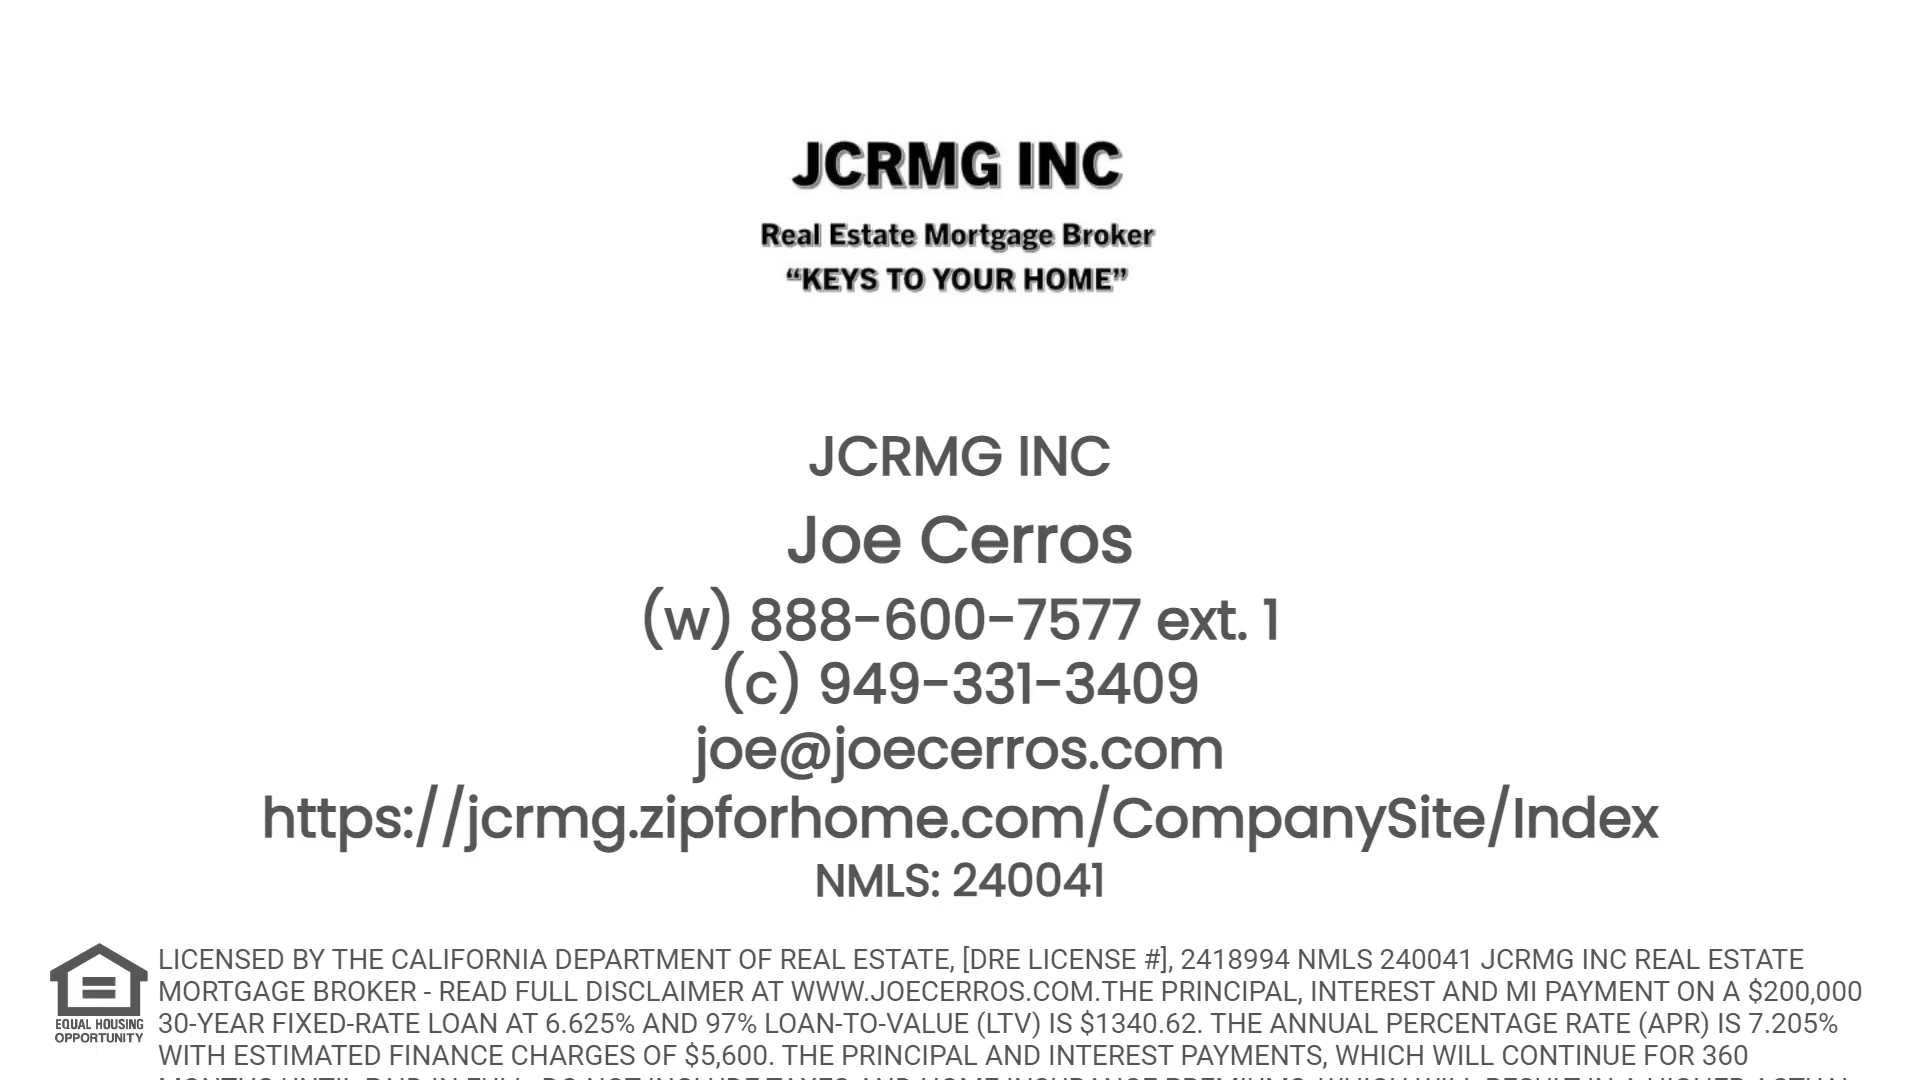 JCRMG INC
Real Estate Mortgage Broker
“KEYS TO YOUR HOME”
JCRMG INC
Joe Cerros
(w) 888-600-7577 ext. 1
(c) 949-331-3409
joe@joecerros.com
https://jcrmg.zipforhome.com/CompanySite/Index
NMLS: 240041
EQUAL HOUSING
OPPORTUNITY
LICENSED BY THE CALIFORNIA DEPARTMENT OF REAL ESTATE, [DRE LICENSE #], 2418994 NMLS 240041 JCRMG INC REAL ESTATE
MORTGAGE BROKER - READ FULL DISCLAIMER AT WWW.JOECERROS.COM.THE PRINCIPAL, INTEREST AND MI PAYMENT ON A $200,000
30-YEAR FIXED-RATE LOAN AT 6.625% AND 97% LOAN-TO-VALUE (LTV) IS $1340.62. THE ANNUAL PERCENTAGE RATE (APR) IS 7.205%
WITH ESTIMATED FINANCE CHARGES OF $5,600. THE PRINCIPAL AND INTEREST PAYMENTS, WHICH WILL CONTINUE FOR 360